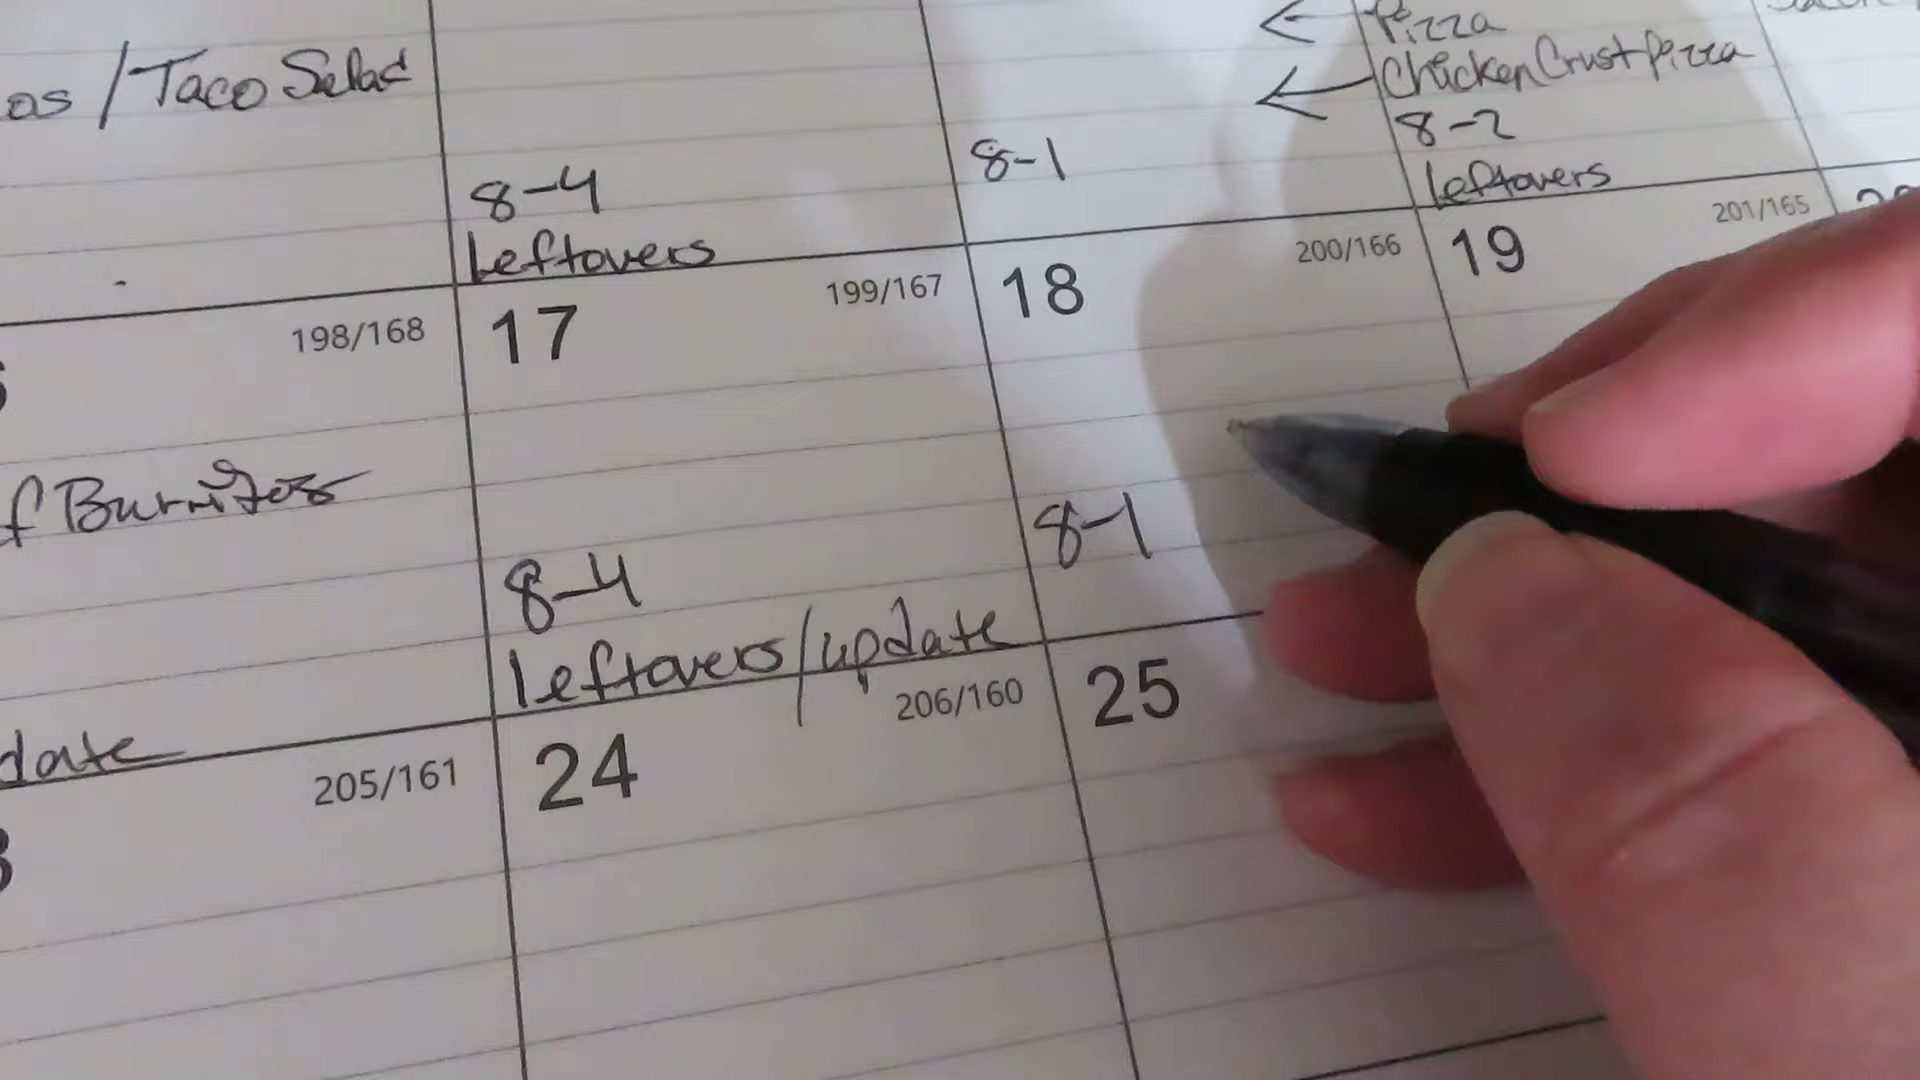 Pizza
os / Taco Salad
Chicken Crust Pizza
8-2
8-4
8-1
Leftovers
Leftovers
198/168
17
199/167
18
200/166
19
201/165
f Burritos
8-4
8-1
leftovers/update
date
205/161
24
206/160
25